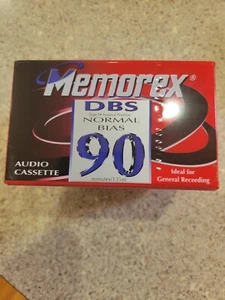 Memorex
DBS
NORMAL
BIAS
90
AUDIO
CASSETTE
Ideal for
General Recording